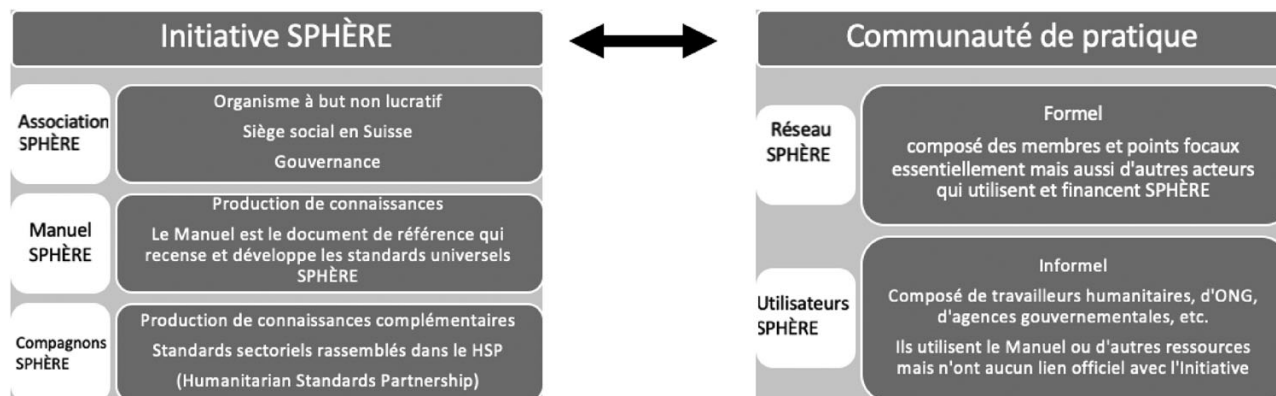 Initiative SPHÈRE
Association
SPHÈRE
Organisme à but non lucratif
Siège social en Suisse
Gouvernance
Manuel
SPHÈRE
Production de connaissances
Le Manuel est le document de référence qui
recense et développe les standards universels
SPHÈRE
Compagnons
SPHÈRE
Production de connaissances complémentaires
Standards sectoriels rassemblés dans le HSP
(Humanitarian Standards Partnership)
Communauté de pratique
Réseau
SPHÈRE
Formel
composé des membres et points focaux
essentiellement mais aussi d'autres acteurs
qui utilisent et financent SPHÈRE
Utilisateurs
SPHÈRE
Informel
Composé de travailleurs humanitaires, d'ONG,
d'agences gouvernementales, etc.
Ils utilisent le Manuel ou d'autres ressources
mais n'ont aucun lien officiel avec l'Initiative